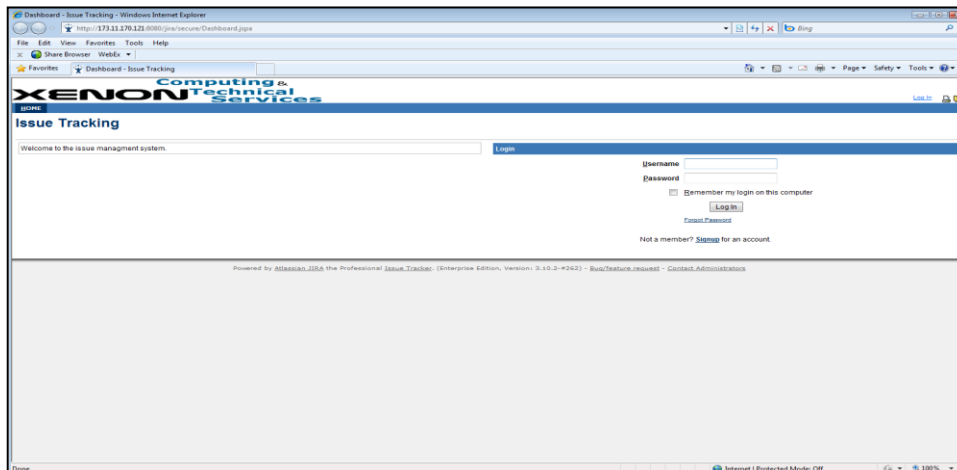 Dashboard - Issue Tracking - Windows Internet Explorer
http://173.11.170.121:8080/jira/secure/Dashboard.jspa
Bing
File Edit View Favorites Tools Help
Share Browser WebEx
Favorites Dashboard - Issue Tracking Page Safety Tools
XENON Computing & Technical Services
Log In
HOME
Issue Tracking
Welcome to the issue managment system.
Login
Username
Password
Remember my login on this computer
Log In
Forgot Password
Not a member? Signup for an account.
Powered by Atlassian JIRA the Professional Issue Tracker. (Enterprise Edition, Version: 3.10.2-#262) - Bug/feature request - Contact Administrators
Done Internet | Protected Mode: Off 100%